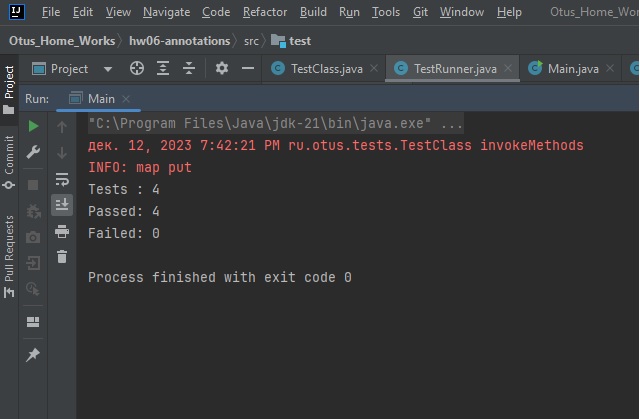 IJ File Edit View Navigate Code Refactor Build Run Tools Git Window Help Otus_Home_Works
Otus_Home_Works hw06-annotations src test
Project TestClass.java TestRunner.java Main.java
Project
Commit
Pull Requests
Run: Main
"C:\Program Files\Java\jdk-21\bin\java.exe" ...
дек. 12, 2023 7:42:21 PM ru.otus.tests.TestClass invokeMethods
INFO: map put
Tests : 4
Passed: 4
Failed: 0
Process finished with exit code 0